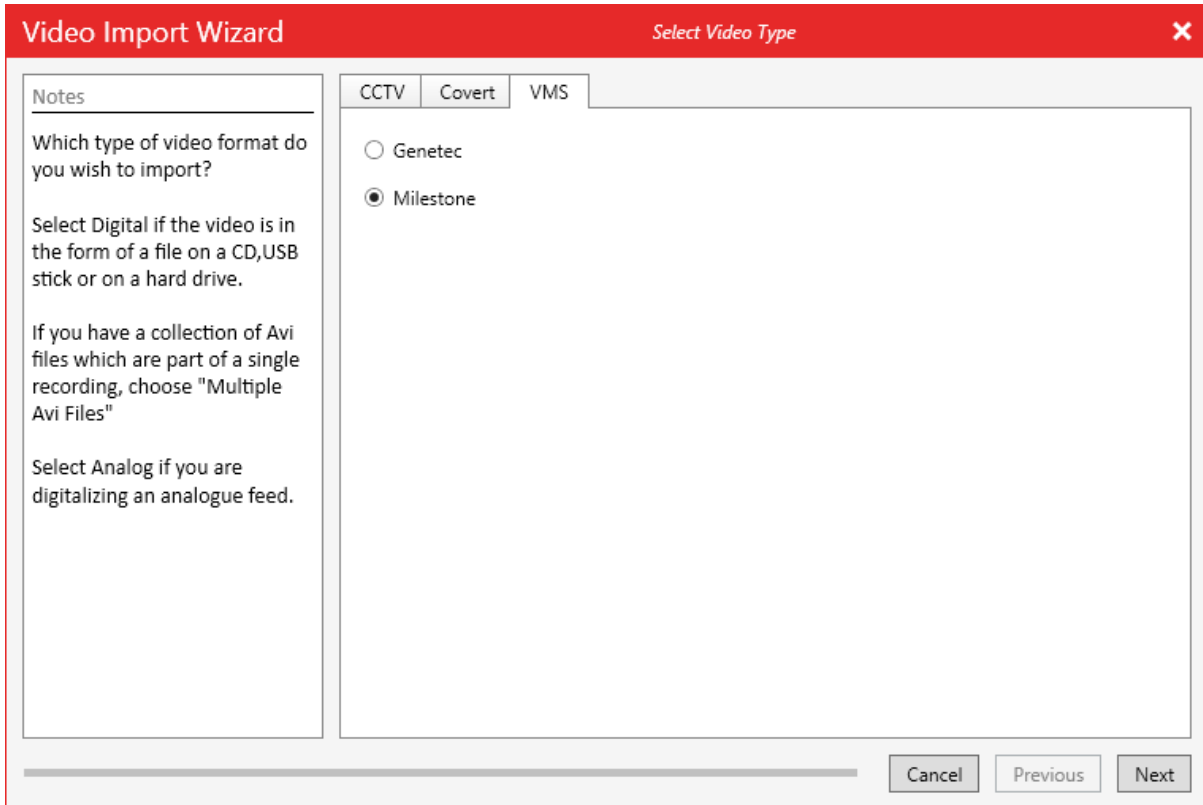 Video Import Wizard
Select Video Type
Notes
Which type of video format do
you wish to import?
Select Digital if the video is in
the form of a file on a CD,USB
stick or on a hard drive.
If you have a collection of Avi
files which are part of a single
recording, choose "Multiple
Avi Files"
Select Analog if you are
digitalizing an analogue feed.
CCTV
Covert
VMS
Genetec
Milestone
Cancel
Previous
Next